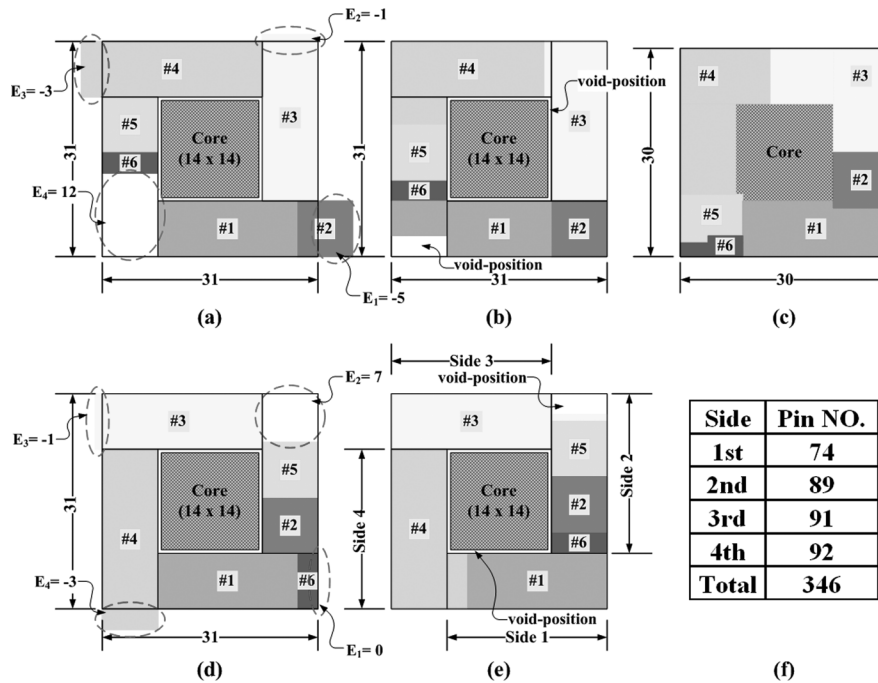 E2= -1
E3= -3
#4
#5
#6
Core
(14 x 14)
#3
31
E4= 12
#1
#2
31
E1= -5
(a)
#4
void-position
#3
#5
Core
(14 x 14)
31
#6
#1
#2
void-position
31
(b)
#4
#3
Core
30
#2
#5
#1
#6
30
(c)
E2= 7
E3= -1
#3
#5
31
Core
(14 x 14)
#4
#2
E4= -3
#1
#6
31
E1= 0
(d)
Side 3
void-position
#3
#5
Side 2
Side 4
Core
(14 x 14)
#4
#2
#6
#1
void-position
Side 1
(e)
Side Pin NO.
1st 74
2nd 89
3rd 91
4th 92
Total 346
(f)